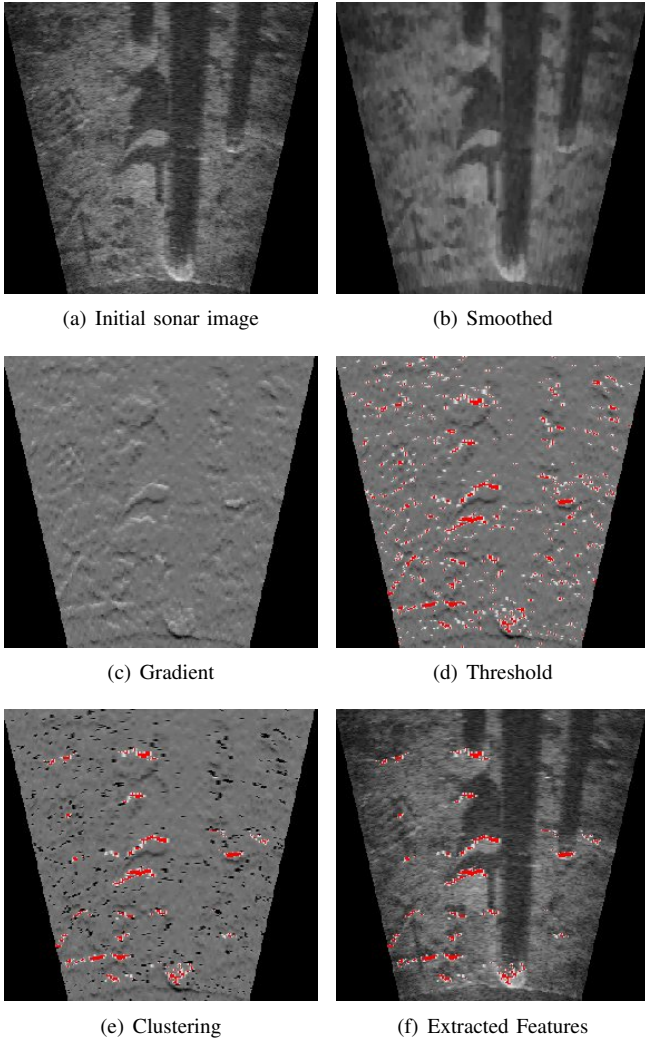 (a) Initial sonar image
(b) Smoothed
(c) Gradient
(d) Threshold
(e) Clustering
(f) Extracted Features